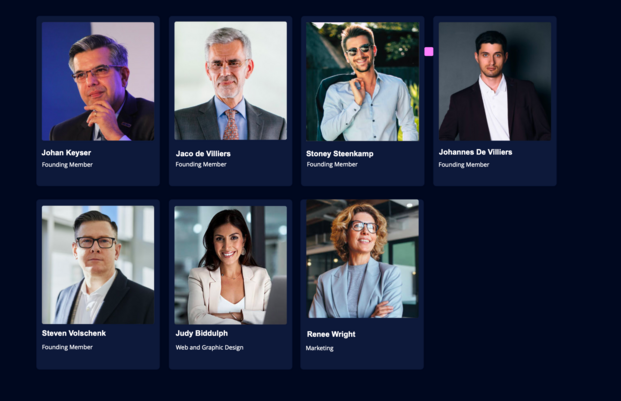 Johan Keyser
Founding Member
Jaco de Villiers
Founding Member
Stoney Steenkamp
Founding Member
Johannes De Villiers
Founding Member
Steven Volschenk
Founding Member
Judy Biddulph
Web and Graphic Design
Renee Wright
Marketing